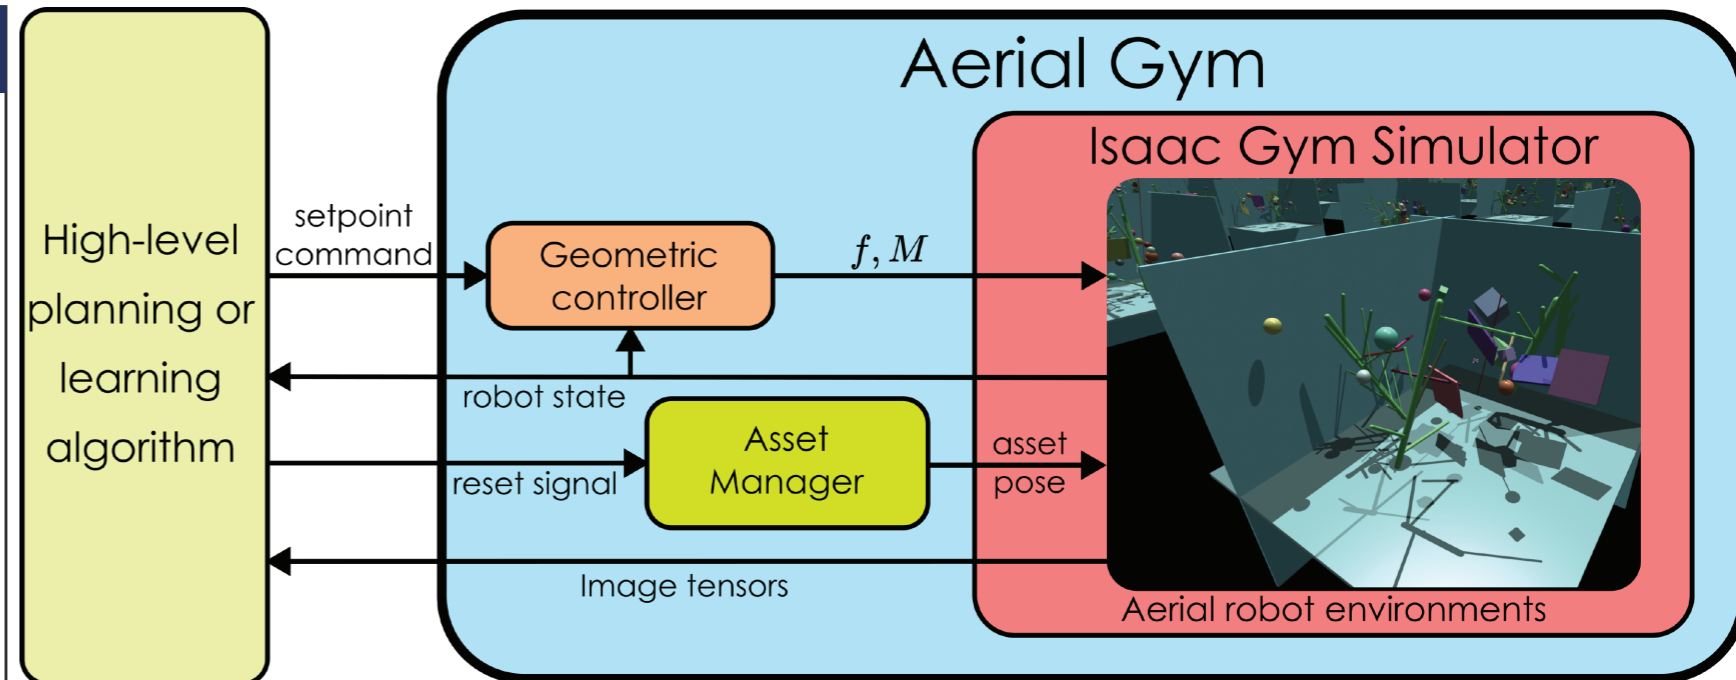 Aerial Gym
Isaac Gym Simulator
High-level
planning or
learning
algorithm
setpoint
command
Geometric
controller
f, M
robot state
Asset
Manager
reset signal
asset
pose
Image tensors
Aerial robot environments